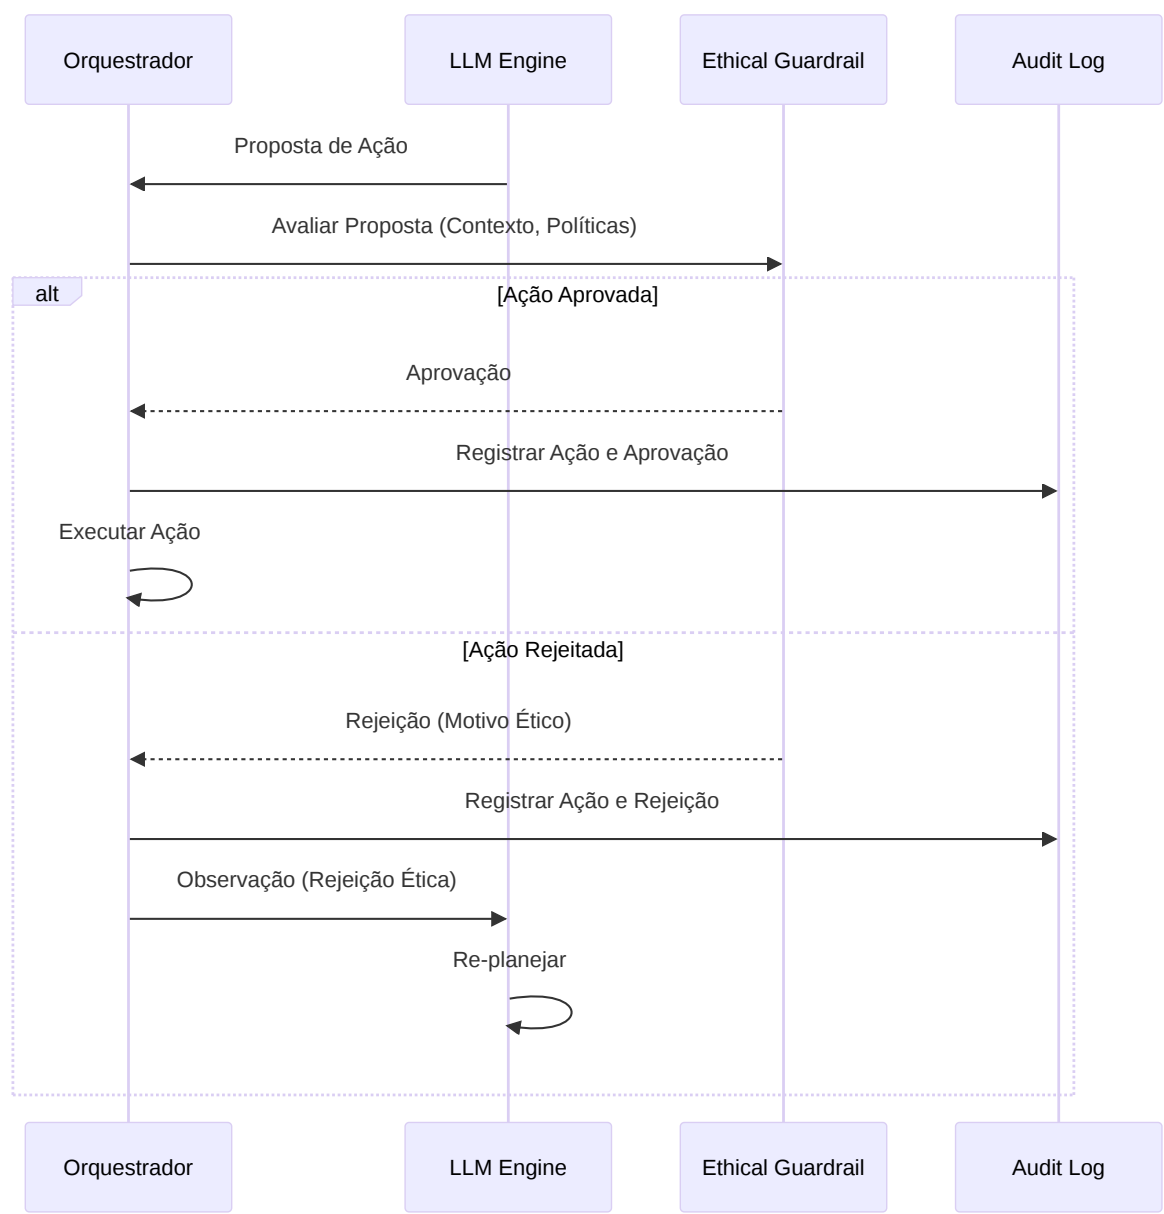 Orquestrador
LLM Engine
Ethical Guardrail
Audit Log
Proposta de Ação
Avaliar Proposta (Contexto, Políticas)
alt
[Ação Aprovada]
Aprovação
Registrar Ação e Aprovação
Executar Ação
[Ação Rejeitada]
Rejeição (Motivo Ético)
Registrar Ação e Rejeição
Observação (Rejeição Ética)
Re-planejar
Orquestrador
LLM Engine
Ethical Guardrail
Audit Log